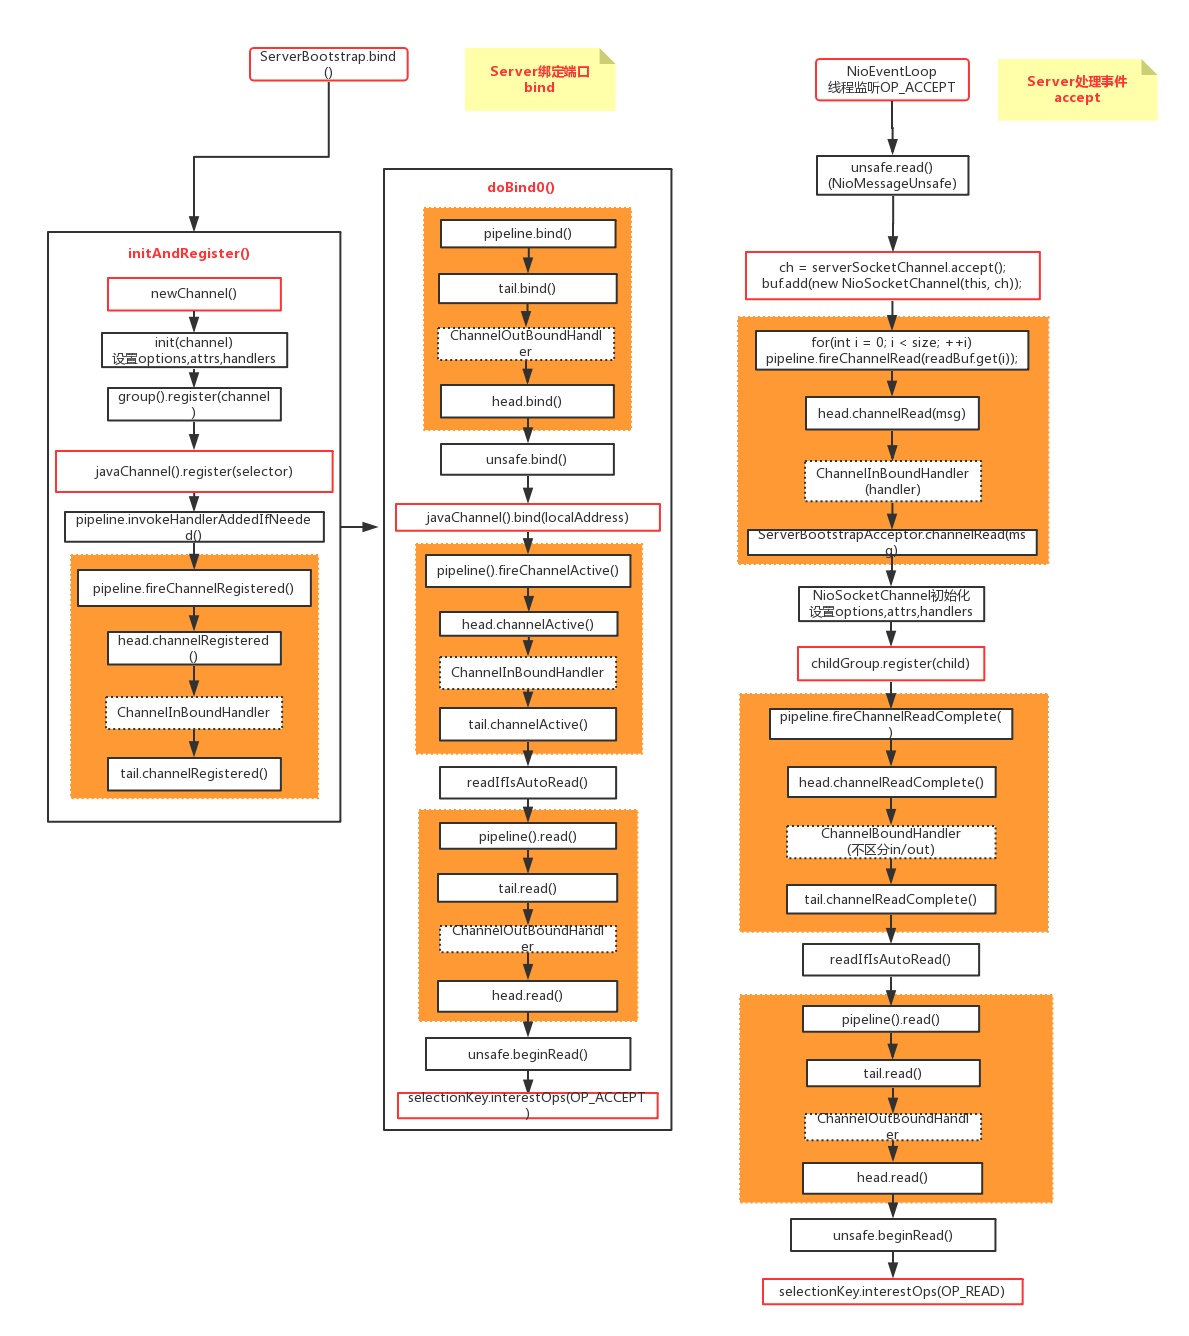 ServerBootstrap.bind
()
Server绑定端口
bind
initAndRegister()
newChannel()
init(channel)
设置options,attrs,handlers
group().register(channel
)
javaChannel().register(selector)
pipeline.invokeHandlerAddedIfNeede
d()
pipeline.fireChannelRegistered()
head.channelRegistered
()
ChannelInBoundHandler
tail.channelRegistered()
doBind0()
pipeline.bind()
tail.bind()
ChannelOutBoundHandl
er
head.bind()
unsafe.bind()
javaChannel().bind(localAddress)
pipeline().fireChannelActive()
head.channelActive()
ChannelInBoundHandler
tail.channelActive()
readIfIsAutoRead()
pipeline().read()
tail.read()
ChannelOutBoundHandl
er
head.read()
unsafe.beginRead()
selectionKey.interestOps(OP_ACCEPT
)
NioEventLoop
线程监听OP_ACCEPT
Server处理事件
accept
unsafe.read()
(NioMessageUnsafe)
ch = serverSocketChannel.accept();
buf.add(new NioSocketChannel(this, ch));
for(int i = 0; i < size; ++i)
pipeline.fireChannelRead(readBuf.get(i));
head.channelRead(msg)
ChannelInBoundHandler
(handler)
ServerBootstrapAcceptor.channelRead(ms
g)
NioSocketChannel初始化
设置options,attrs,handlers
childGroup.register(child)
pipeline.fireChannelReadComplete(
)
head.channelReadComplete()
ChannelBoundHandler
(不区分in/out)
tail.channelReadComplete()
readIfIsAutoRead()
pipeline().read()
tail.read()
ChannelOutBoundHandl
er
head.read()
unsafe.beginRead()
selectionKey.interestOps(OP_READ)